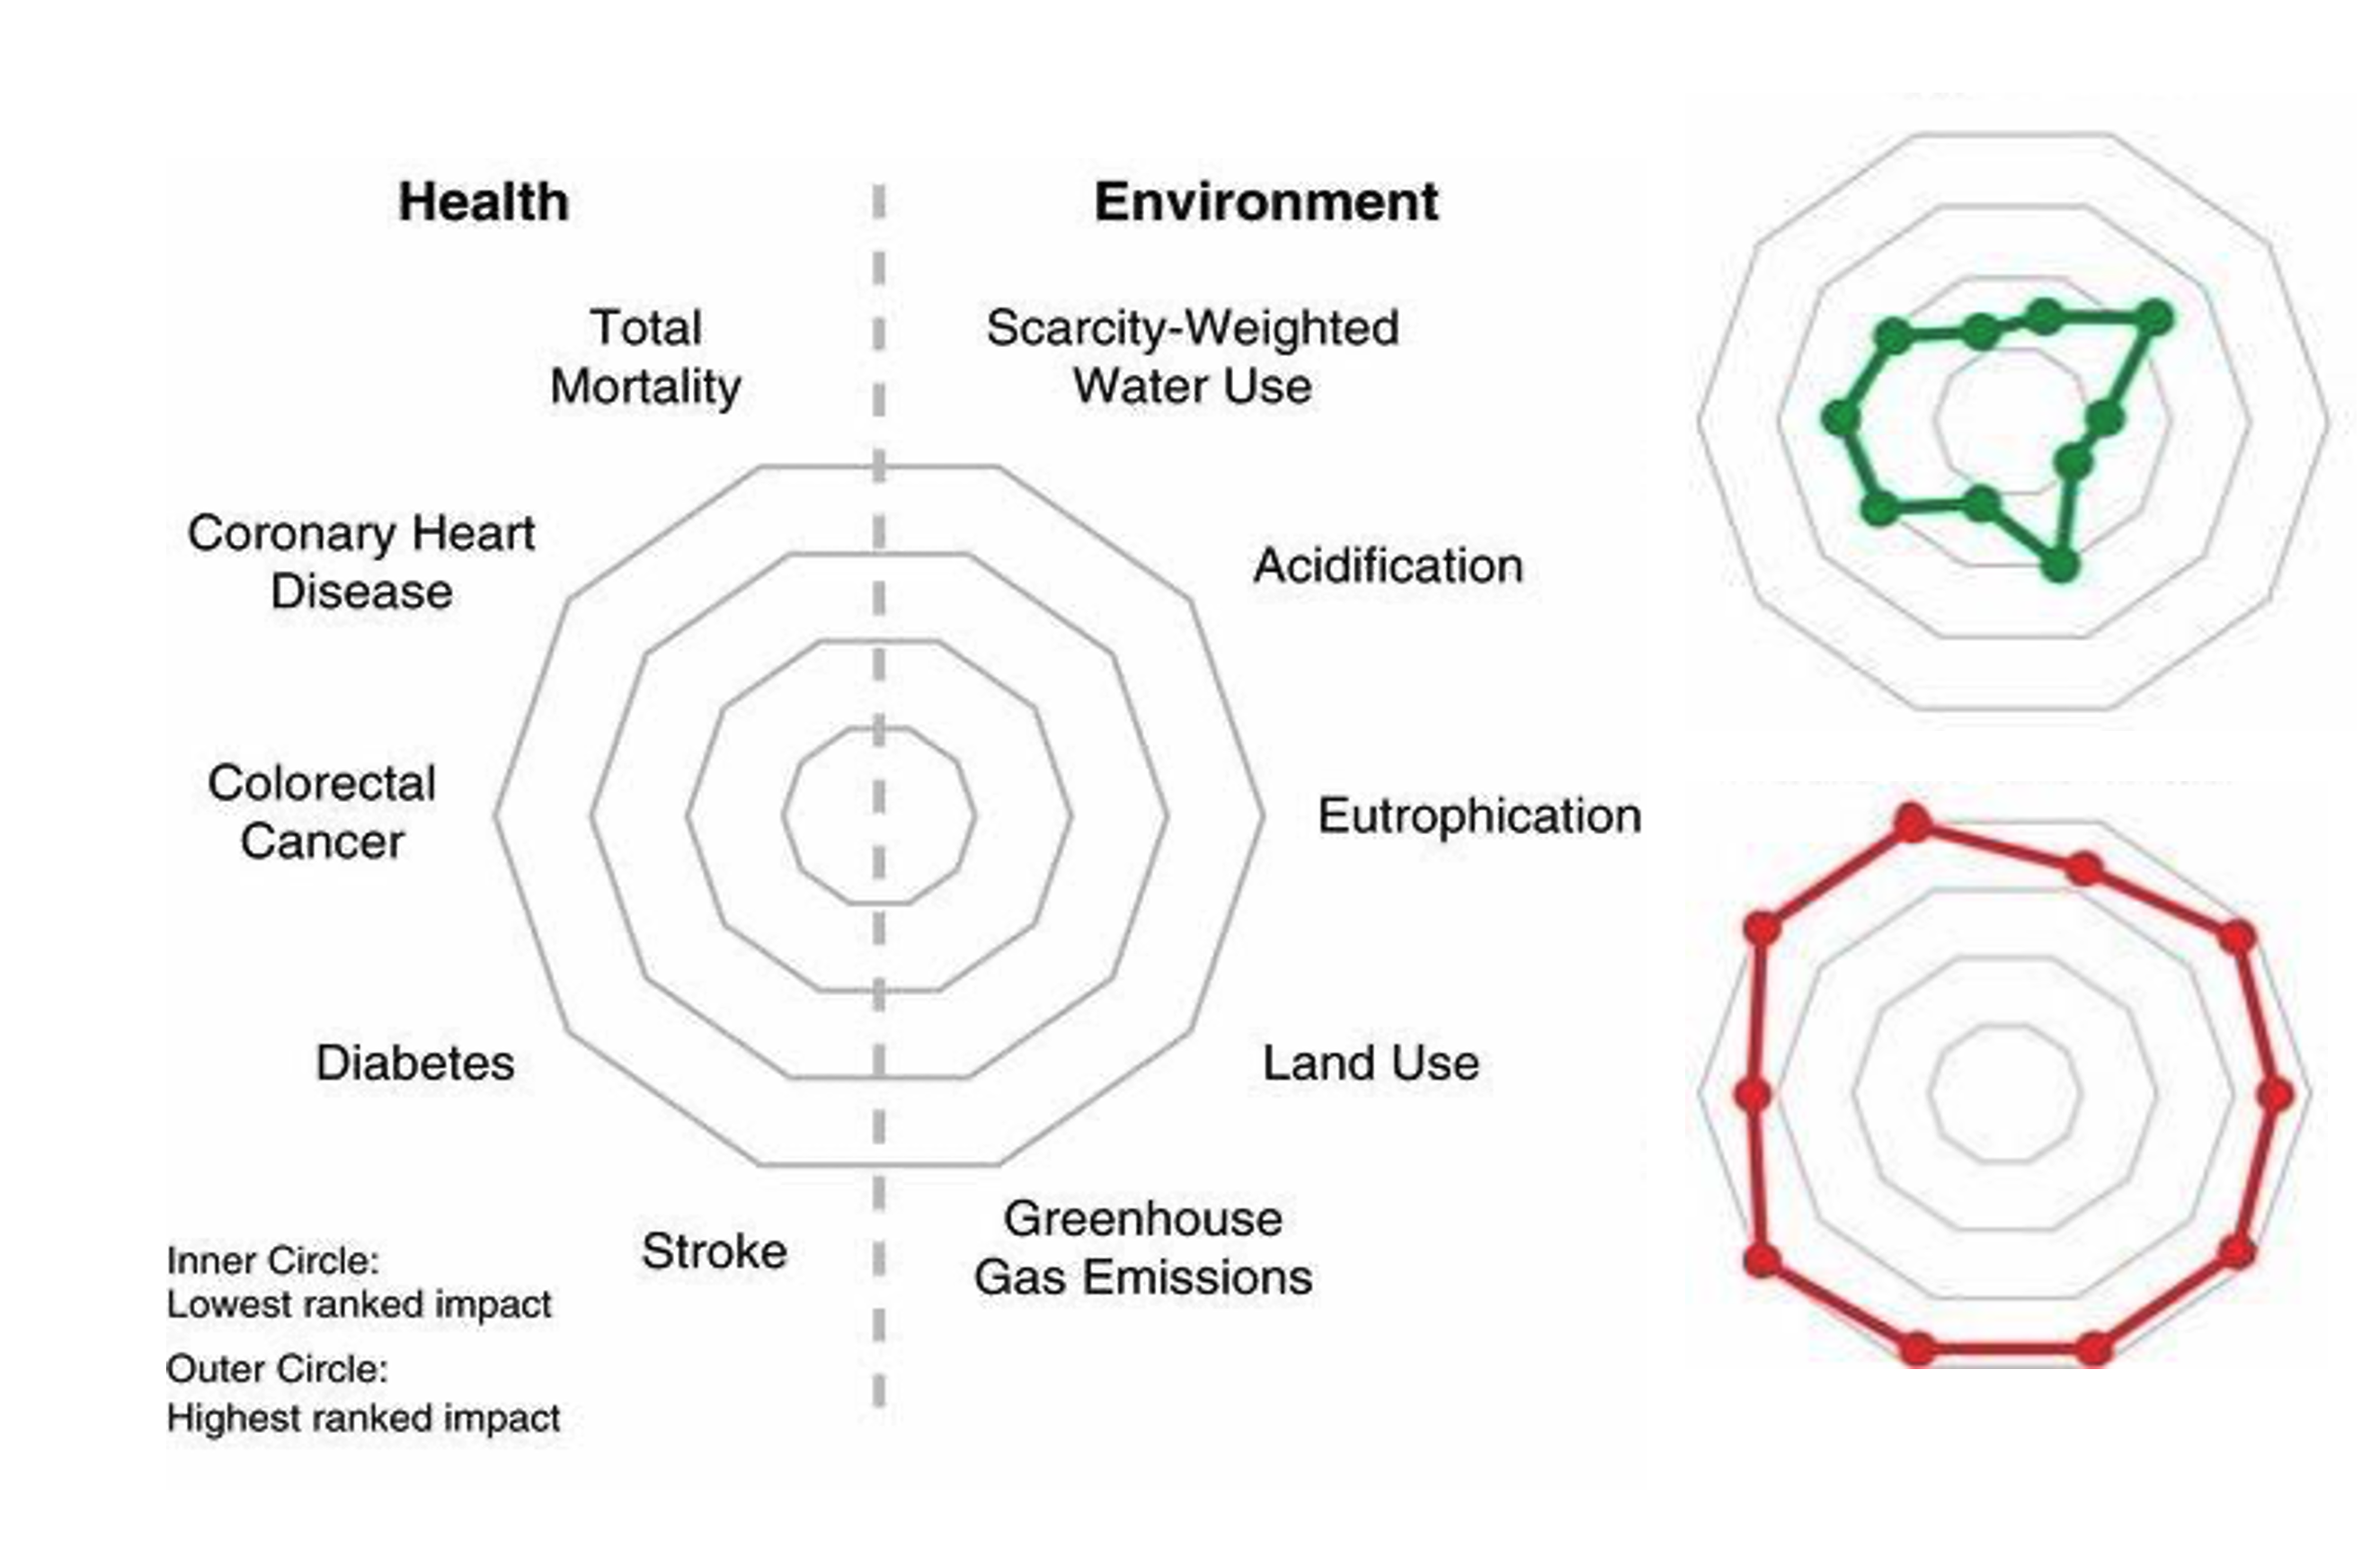 Health
Environment
Total
Mortality
Scarcity-Weighted
Water Use
Coronary Heart
Disease
Acidification
Colorectal
Cancer
Eutrophication
Diabetes
Land Use
Stroke
Greenhouse
Gas Emissions
Inner Circle:
Lowest ranked impact
Outer Circle:
Highest ranked impact